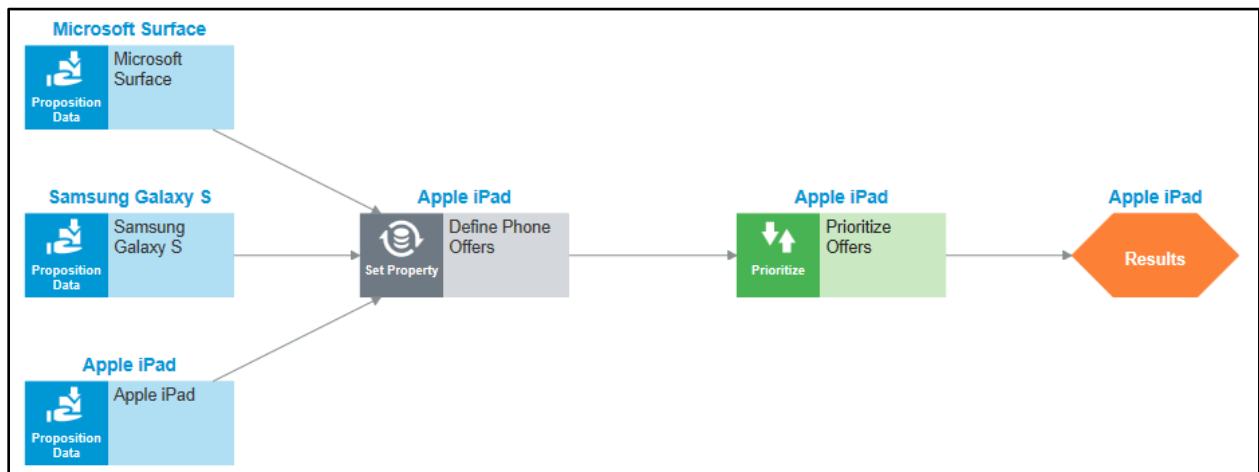 Microsoft Surface
Proposition
Data
Microsoft
Surface
Samsung Galaxy S
Proposition
Data
Samsung
Galaxy S
Apple iPad
Proposition
Data
Apple iPad
Apple iPad
Set Property
Define Phone
Offers
Apple iPad
Prioritize
Prioritize
Offers
Apple iPad
Results